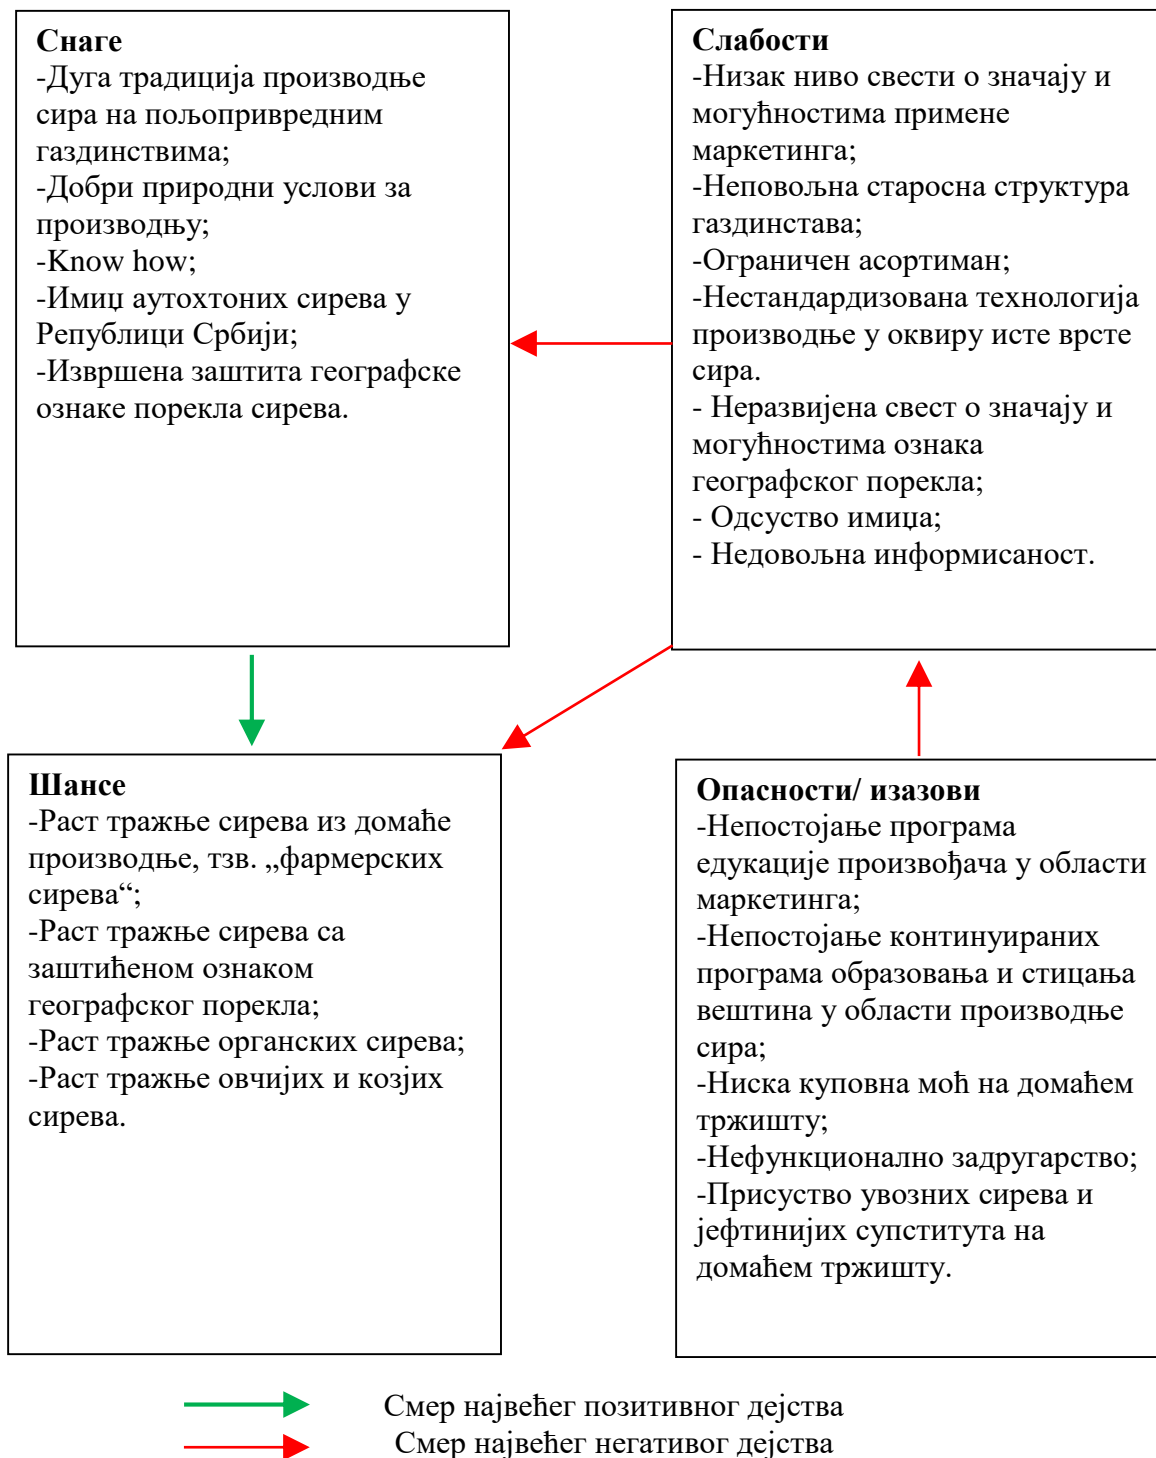 Снаге
-Дуга традиција производње
сира на пољопривредним
газдинствима;
-Добри природни услови за
производњу;
-Know how;
-Имиџ аутохтоних сирева у
Републици Србији;
-Извршена заштита географске
ознаке порекла сирева.
Слабости
-Низак ниво свести о значају и
могућностима примене
маркетинга;
-Неповољна старосна структура
газдинстава;
-Ограничен асортиман;
-Нестандардизована технологија
производње у оквиру исте врсте
сира.
- Неразвијена свест о значају и
могућностима ознака
географског порекла;
- Одсуство имиџа;
- Недовољна информисаност.
Шансе
-Раст тражње сирева из домаће
производње, тзв. „фармерских
сирева“;
-Раст тражње сирева са
заштићеном ознаком
географског порекла;
-Раст тражње органских сирева;
-Раст тражње овчијих и козјих
сирева.
Опасности/ изазови
-Непостојање програма
едукације произвођача у области
маркетинга;
-Непостојање континуираних
програма образовања и стицања
вештина у области производње
сира;
-Ниска куповна моћ на домаћем
тржишту;
-Нефункционално задругарство;
-Присуство увозних сирева и
јефтинијих супститута на
домаћем тржишту.
Смер највећег позитивног дејства
Смер највећег негативог дејства